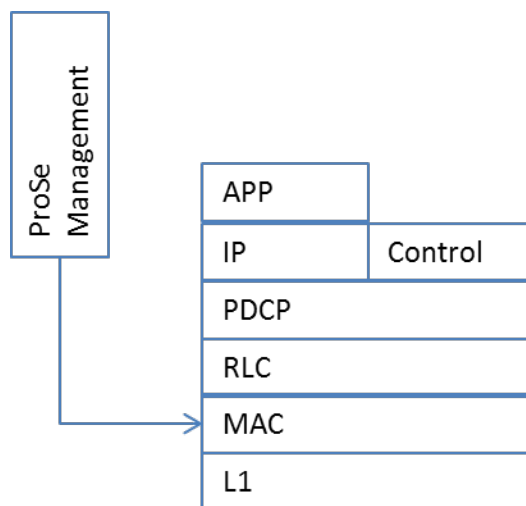 ProSe
Management
APP
IP
Control
PDCP
RLC
MAC
L1